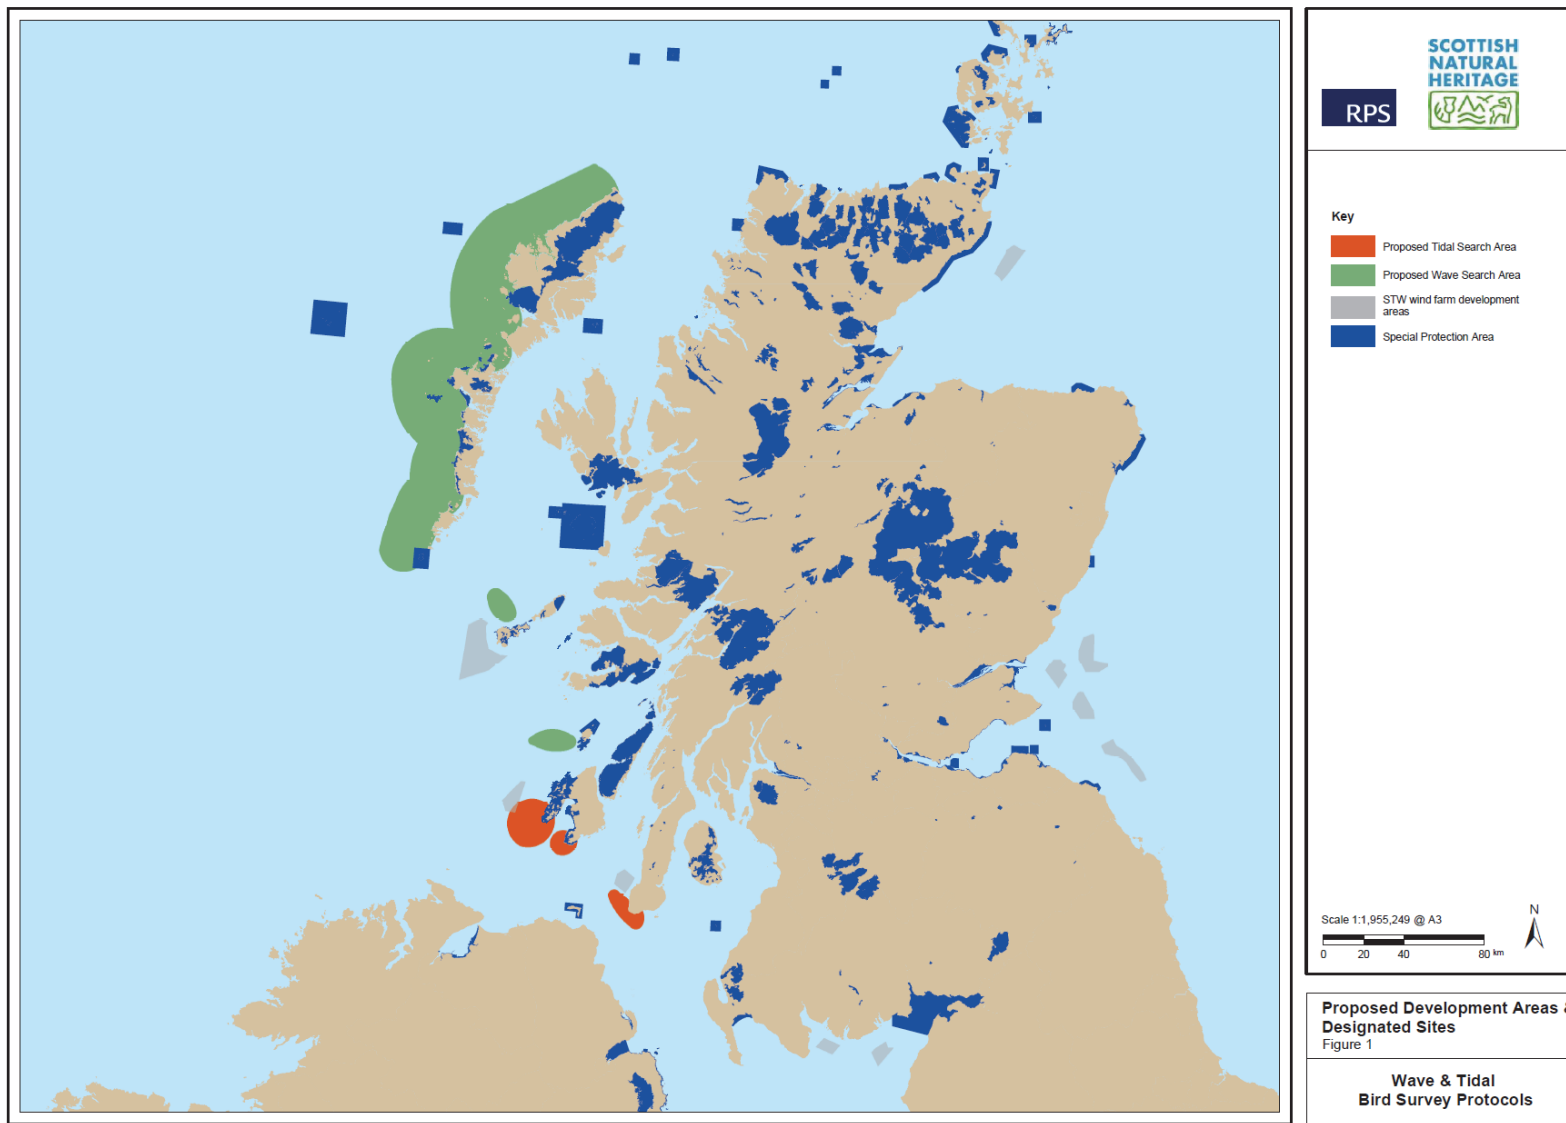 SCOTTISH
NATURAL
HERITAGE
RPS
Key
Proposed Tidal Search Area
Proposed Wave Search Area
STW wind farm development
areas
Special Protection Area
Scale 1:1,955,249 @ A3
N
0 20 40 80 km
Proposed Development Areas &
Designated Sites
Figure 1
Wave & Tidal
Bird Survey Protocols